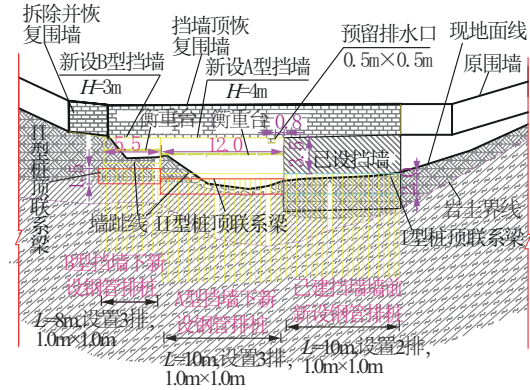 拆除并恢
复围墙
挡墙顶恢
复围墙
预留排水口
0.5m×0.5m
现地面线
原围墙
新设B型挡墙
H=3m
新设A型挡墙
H=4m
衡重台
衡重台
0.8
5.5
12.0
已设挡墙
II型桩顶联系梁
墙趾线
II型桩顶联系梁
岩土界线
I型桩顶联系梁
B型挡墙下新
设钢管排桩
A型挡墙下新
设钢管排桩
已建挡墙墙前
新设钢管排桩
L=8m,设置3排,
1.0m×1.0m
L=10m,设置3排,
1.0m×1.0m
L=10m,设置2排,
1.0m×1.0m